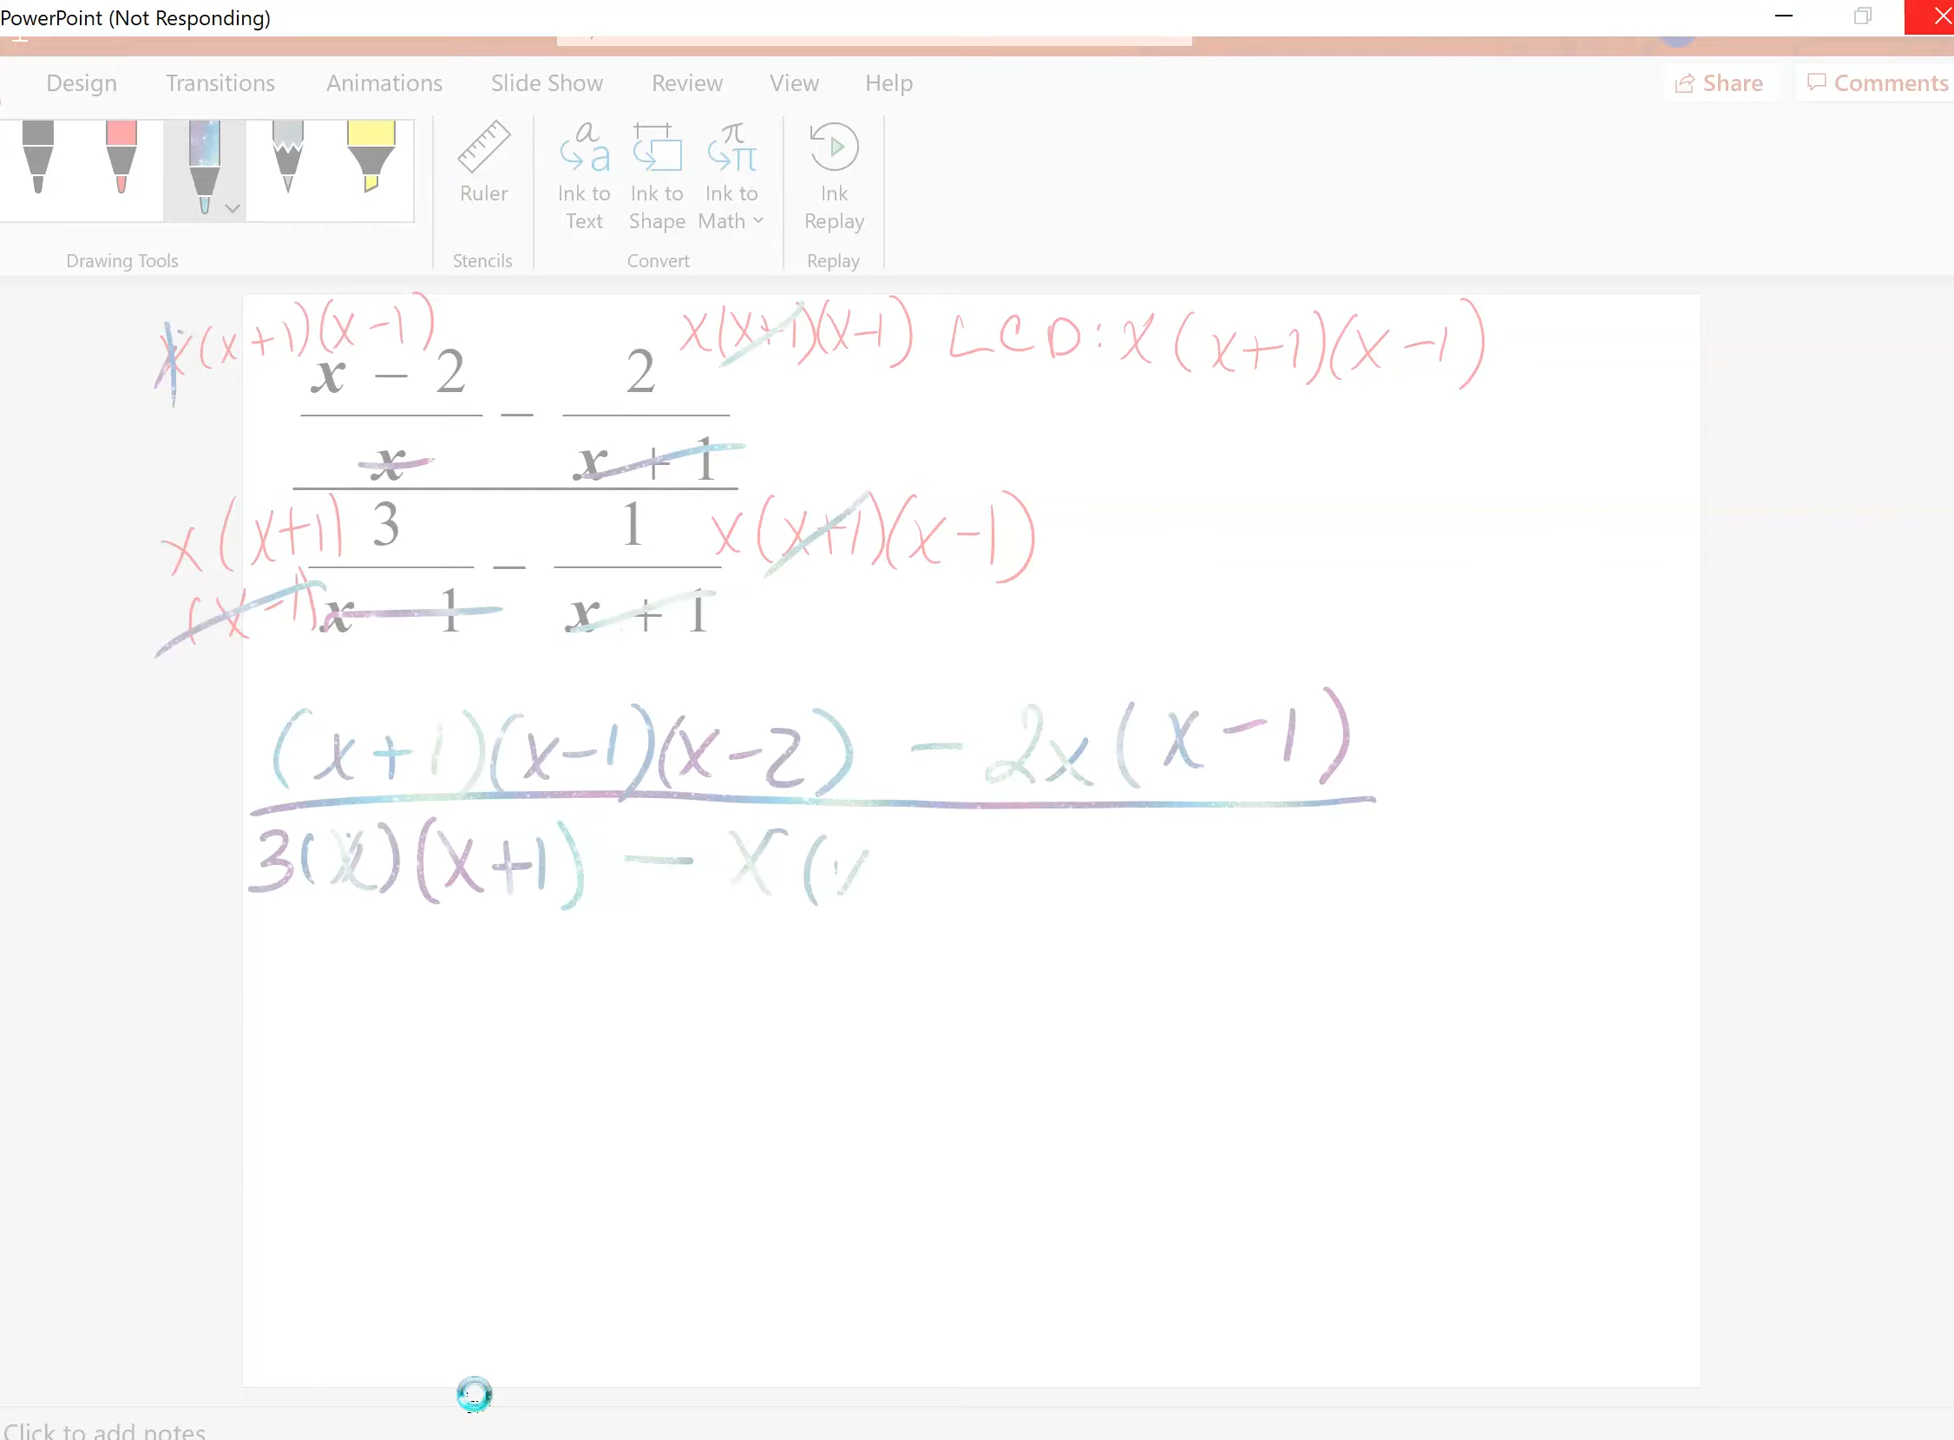 PowerPoint (Not Responding)
Design Transitions Animations Slide Show Review View Help Share Comments
a a π π
Ruler Ink to Text Ink to Shape Ink to Math Ink Replay
Drawing Tools Stencils Convert Replay
x(x+1)(x-1) x(x+1)(x-1) LCD: x(x+1)(x-1)
x - 2 - 2
x x + 1
x(x+1) 3 - 1 x(x+1)(x-1)
(x-1) x - 1 x + 1
(x+1)(x-1)(x-2) - 2x(x-1)
3(x)(x+1) - x(
Click to add notes